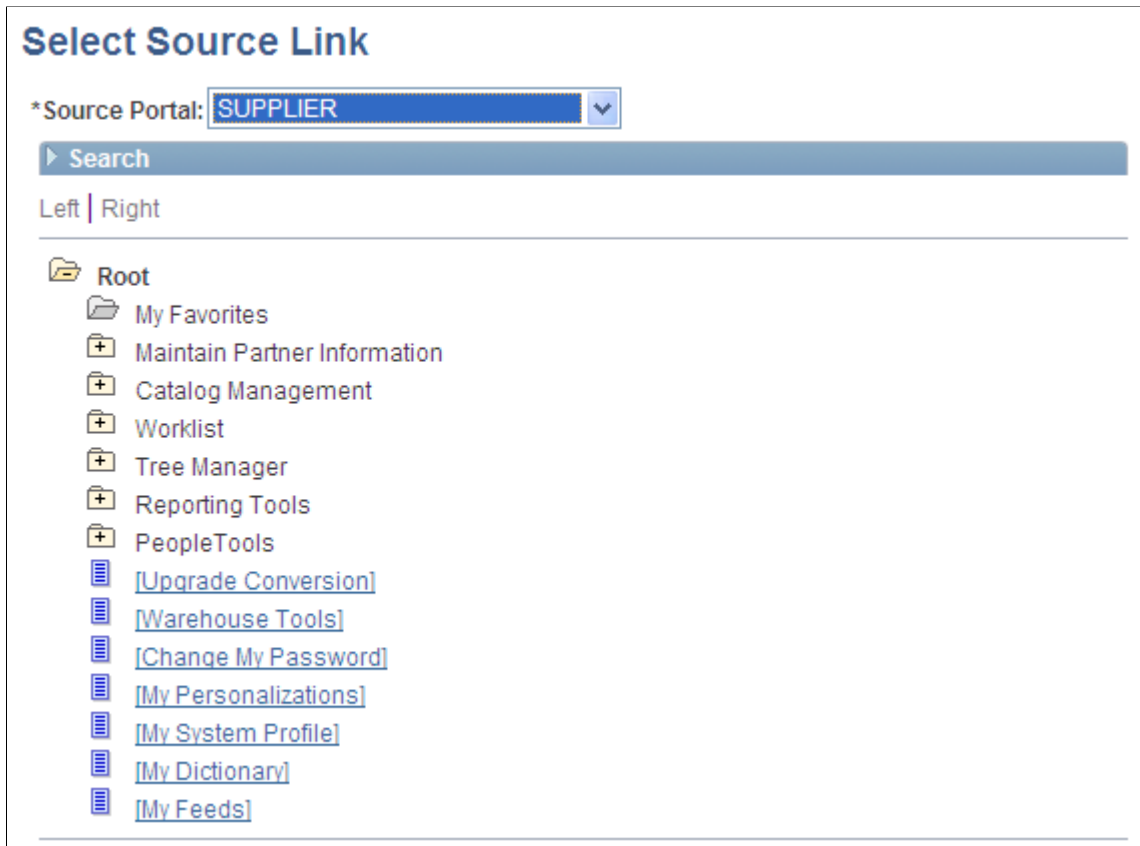 Select Source Link
*Source Portal: SUPPLIER
Search
Left | Right
Root
My Favorites
Maintain Partner Information
Catalog Management
Worklist
Tree Manager
Reporting Tools
PeopleTools
[Upgrade Conversion]
[Warehouse Tools]
[Change My Password]
[My Personalizations]
[My System Profile]
[My Dictionary]
[My Feeds]